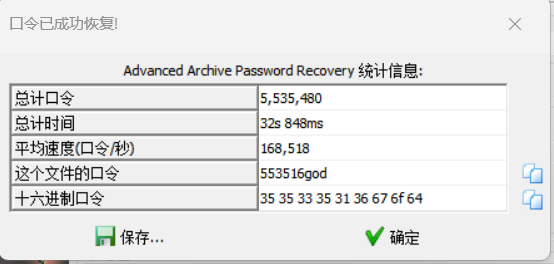 口令已成功恢复!
Advanced Archive Password Recovery 统计信息:
总计口令 5,535,480
总计时间 32s 848ms
平均速度(口令/秒) 168,518
这个文件的口令 553516god
十六进制口令 35 35 33 35 31 36 67 6f 64
保存... 确定